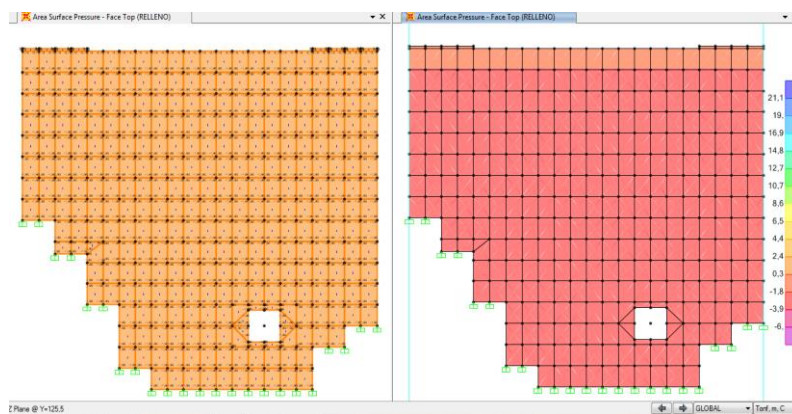 Area Surface Pressure - Face Top (RELLENO)
Area Surface Pressure - Face Top (RELLENO)
21,1
19,
16,9
14,8
12,7
10,7
8,6
6,5
4,4
2,4
0,3
-1,8
-3,9
-6,
Z Plane @ Y=125,5
GLOBAL
Tonf, m, C